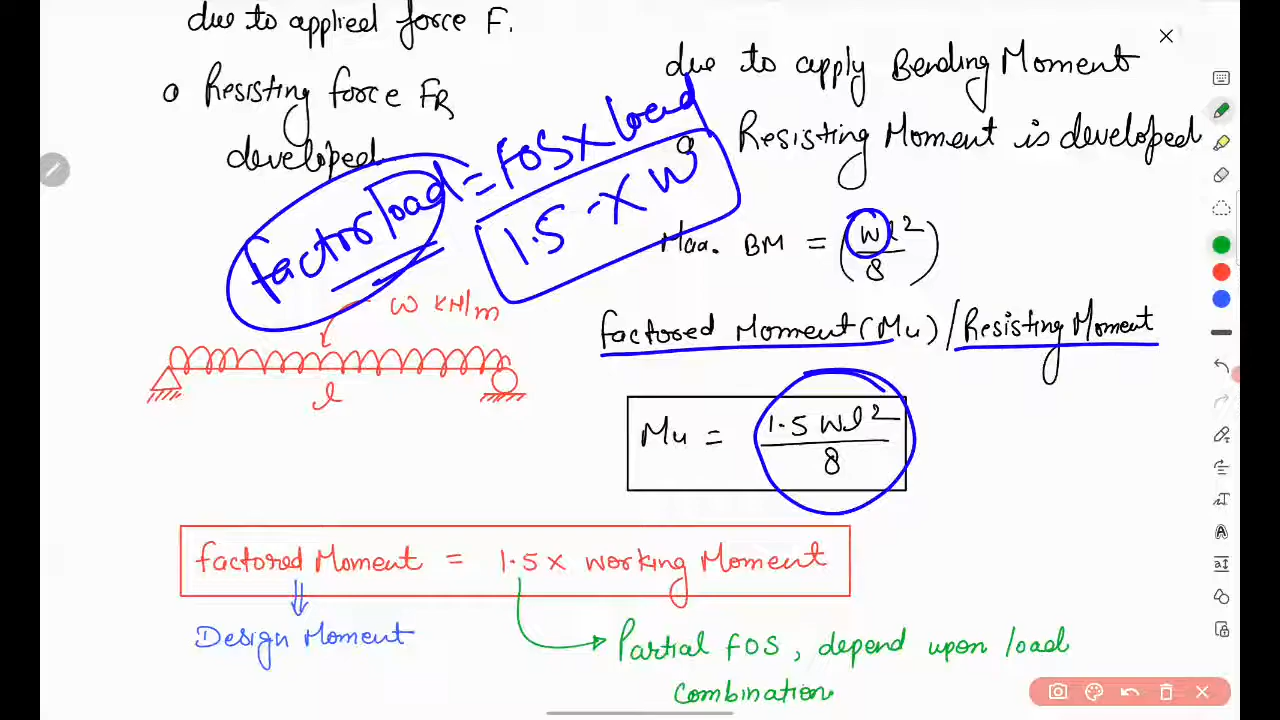 due to applied force F.
o Resisting force FR
developed
factor load = FOS X load
1.5 - X W
due to apply Bending Moment
o Resisting Moment is developed
Max. BM = (wl²/8)
w KN/m
l
factored Moment (Mu) / Resisting Moment
Mu = 1.5 Wl²/8
factored Moment = 1.5 x working Moment
Design Moment
Partial FOS, depend upon load
combination